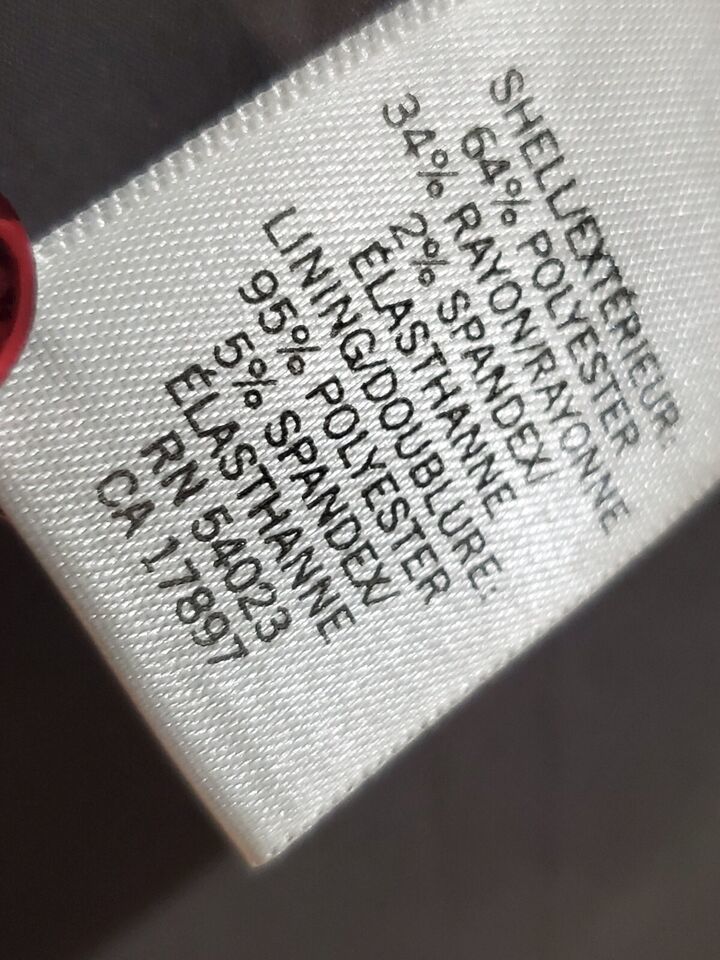 SHELL/EXTÉRIEUR:
64% POLYESTER
34% RAYON/RAYONNE
2% SPANDEX/
ÉLASTHANNE
LINING/DOUBLURE:
95% POLYESTER
5% SPANDEX/
ÉLASTHANNE
RN 54023
CA 17897